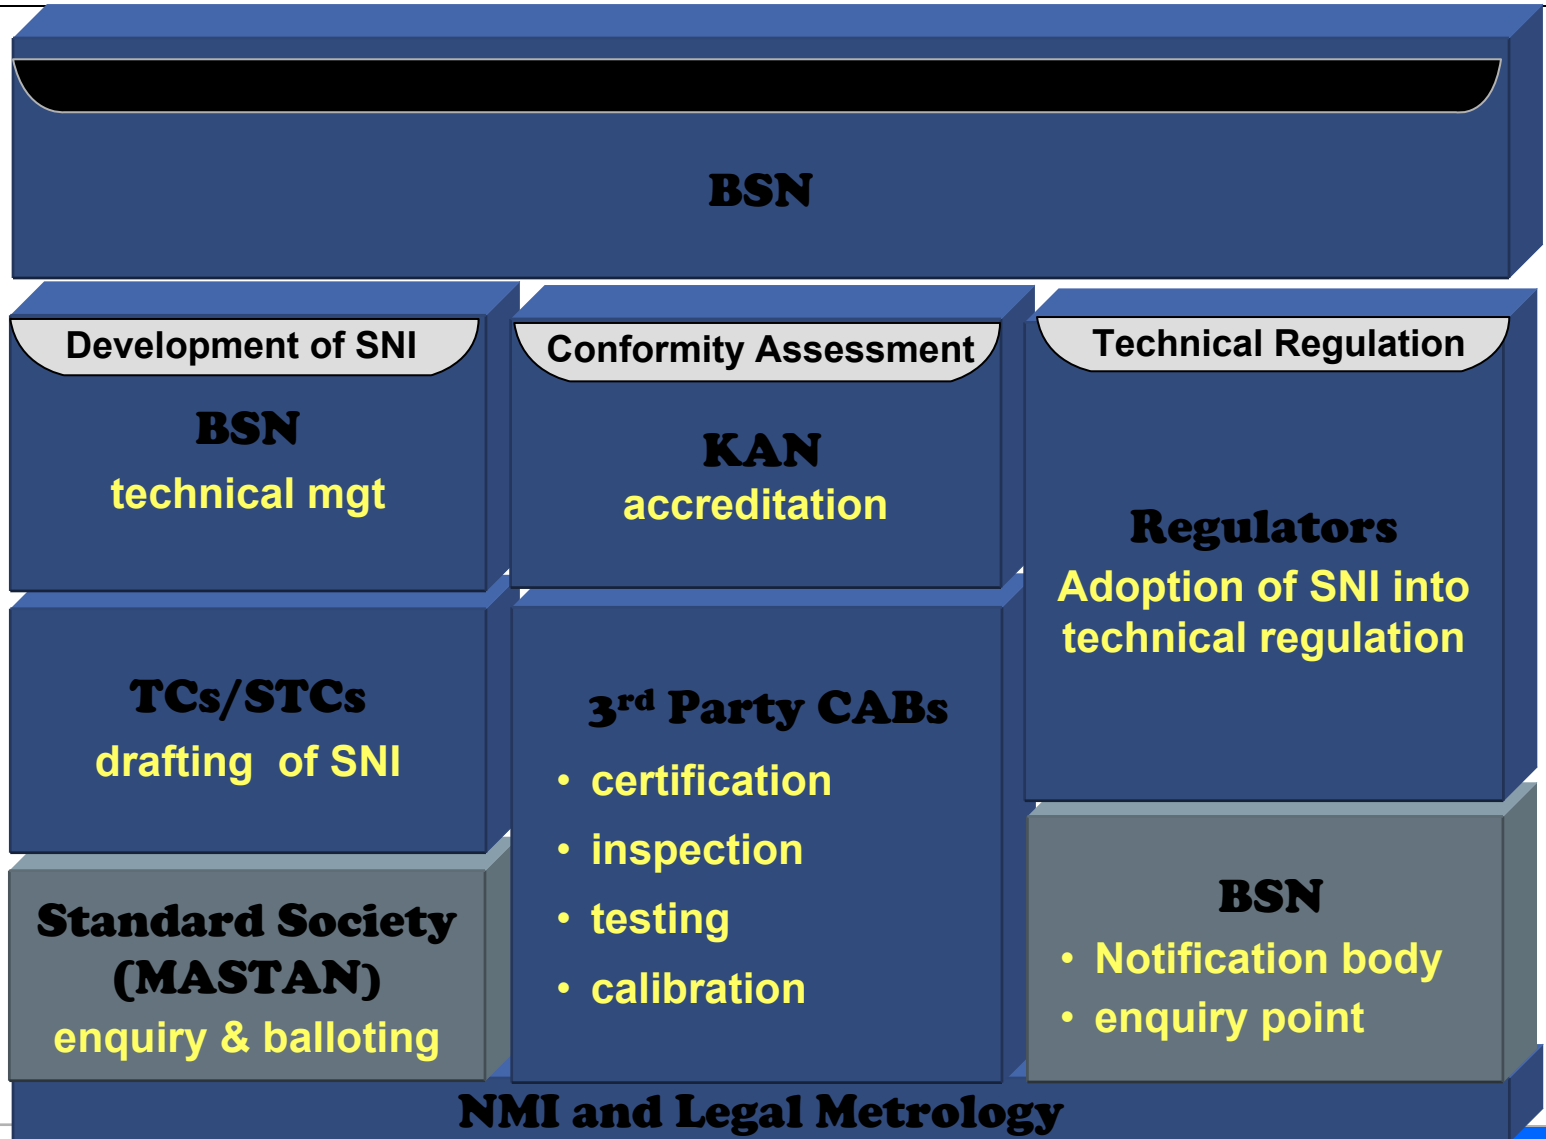 BSN
Development of SNI
BSN
technical mgt
TCs/STCs
drafting of SNI
Standard Society
(MASTAN)
enquiry & balloting
Conformity Assessment
KAN
accreditation
3rd Party CABs
• certification
• inspection
• testing
• calibration
Technical Regulation
Regulators
Adoption of SNI into
technical regulation
BSN
• Notification body
• enquiry point
NMI and Legal Metrology